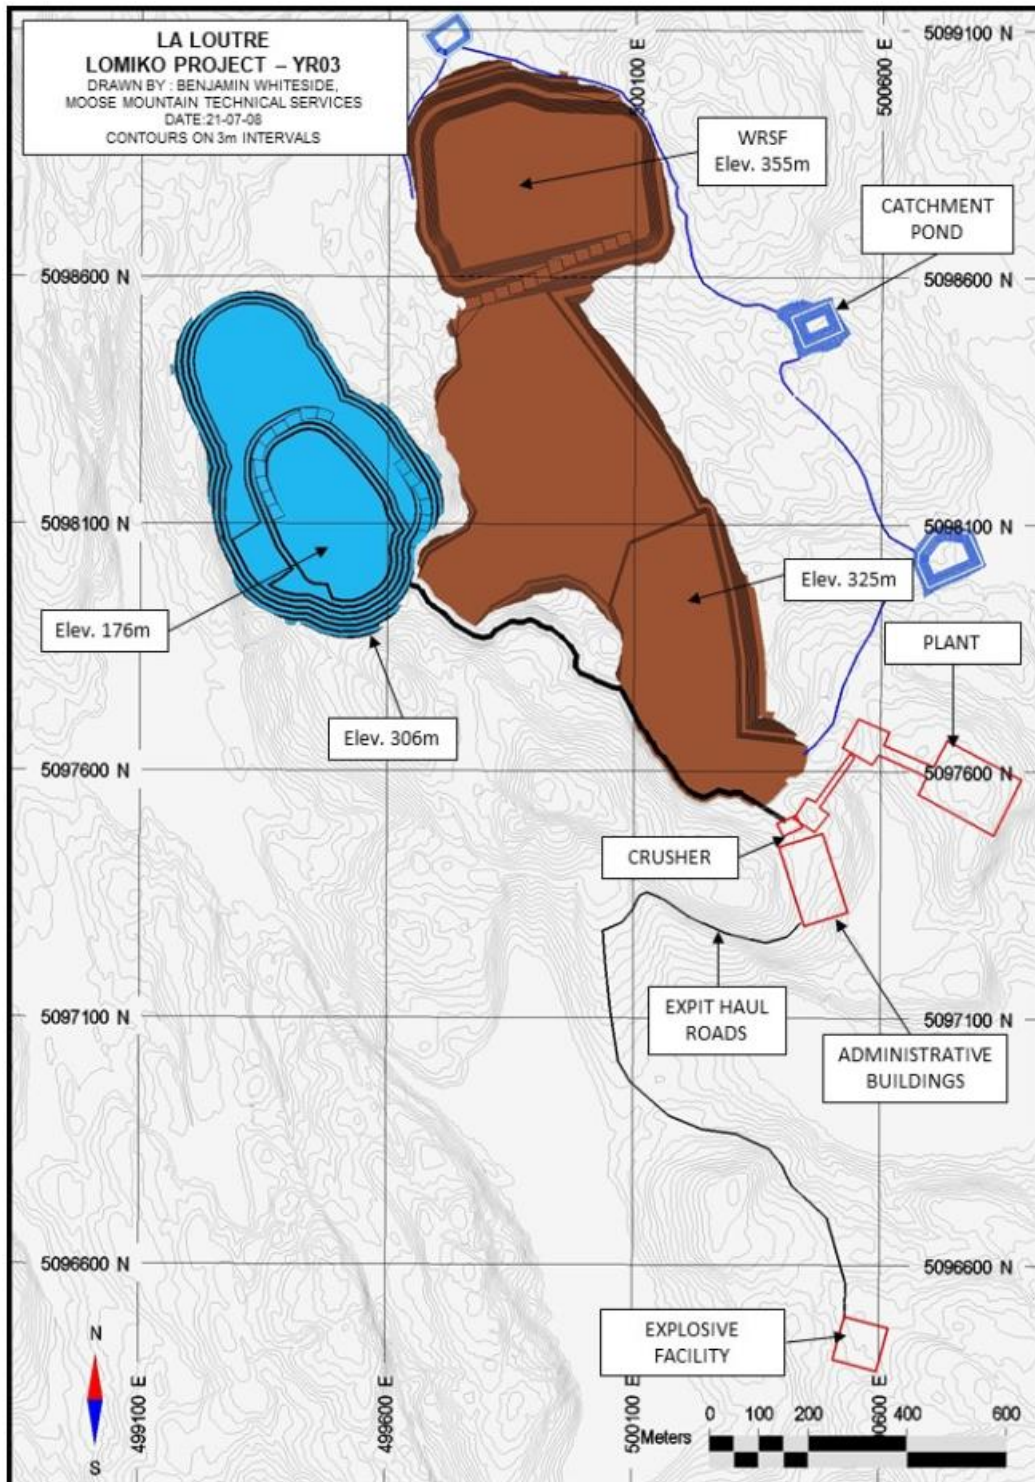 LA LOUTRE
LOMIKO PROJECT – YR03
DRAWN BY : BENJAMIN WHITESIDE,
MOOSE MOUNTAIN TECHNICAL SERVICES
DATE:21-07-08
CONTOURS ON 3m INTERVALS
500100 E
500600 E
5099100 N
WRSF
Elev. 355m
CATCHMENT
POND
5098600 N
5098600 N
5098100 N
5098100 N
Elev. 325m
Elev. 176m
PLANT
Elev. 306m
5097600 N
5097600 N
CRUSHER
EXPIT HAUL
ROADS
5097100 N
5097100 N
ADMINISTRATIVE
BUILDINGS
5096600 N
5096600 N
EXPLOSIVE
FACILITY
N
S
499100 E
499600 E
500100 E
500600 E
Meters
0 100 200 400 600